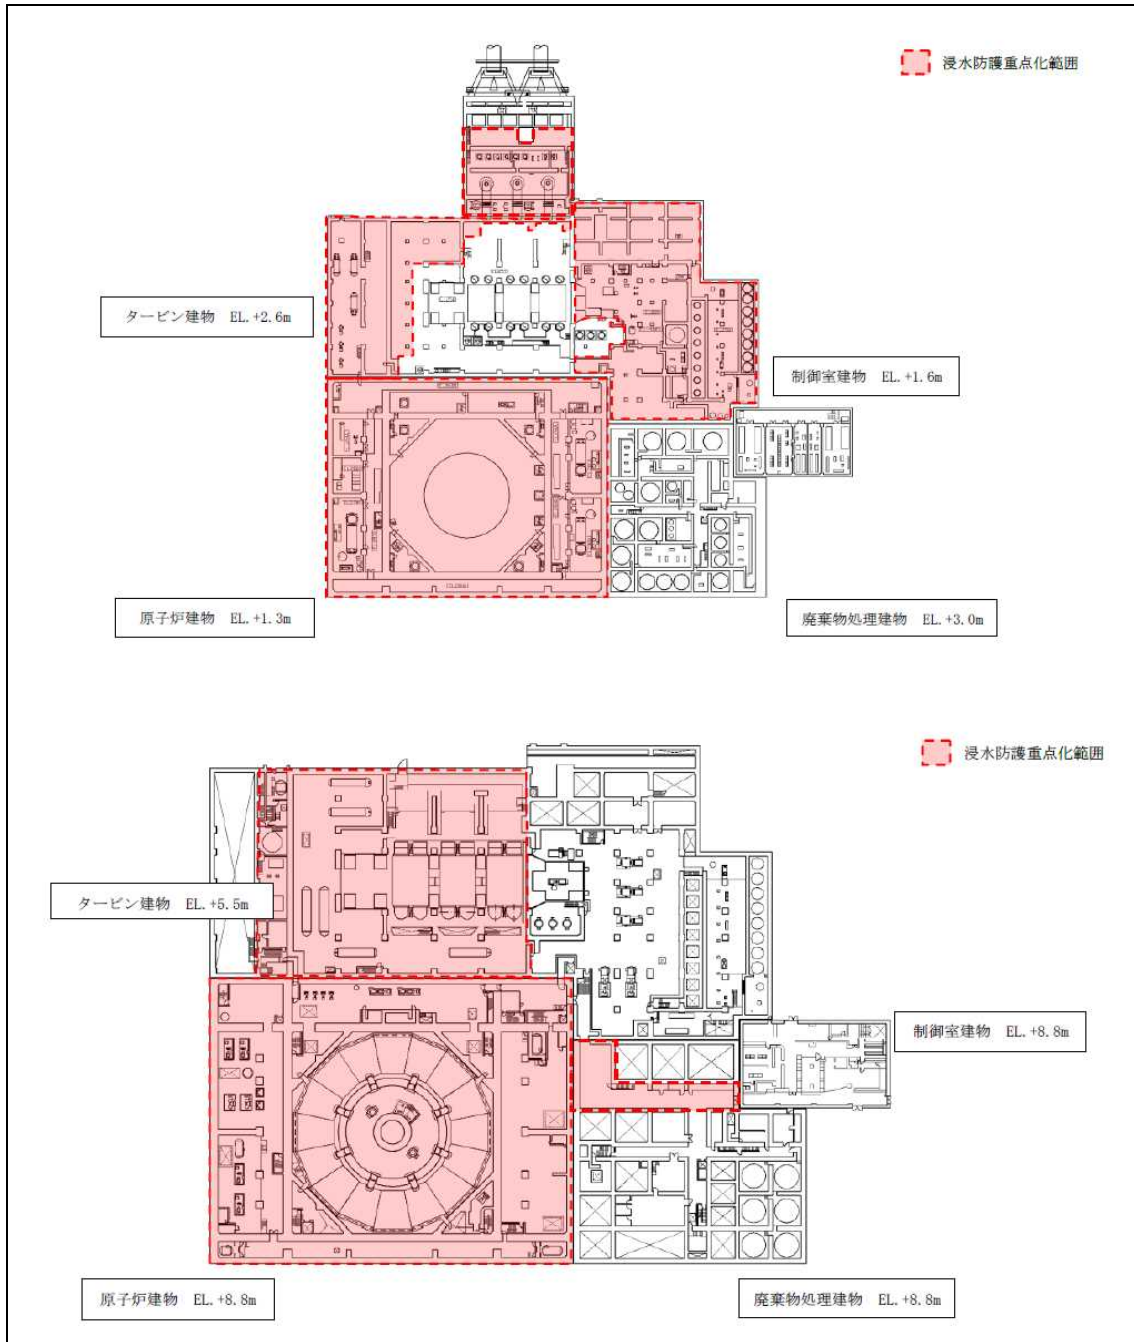 浸水防護重点化範囲
タービン建物 EL.+2.6m
制御室建物 EL.+1.6m
原子炉建物 EL.+1.3m
廃棄物処理建物 EL.+3.0m
浸水防護重点化範囲
タービン建物 EL.+5.5m
制御室建物 EL.+8.8m
原子炉建物 EL.+8.8m
廃棄物処理建物 EL.+8.8m